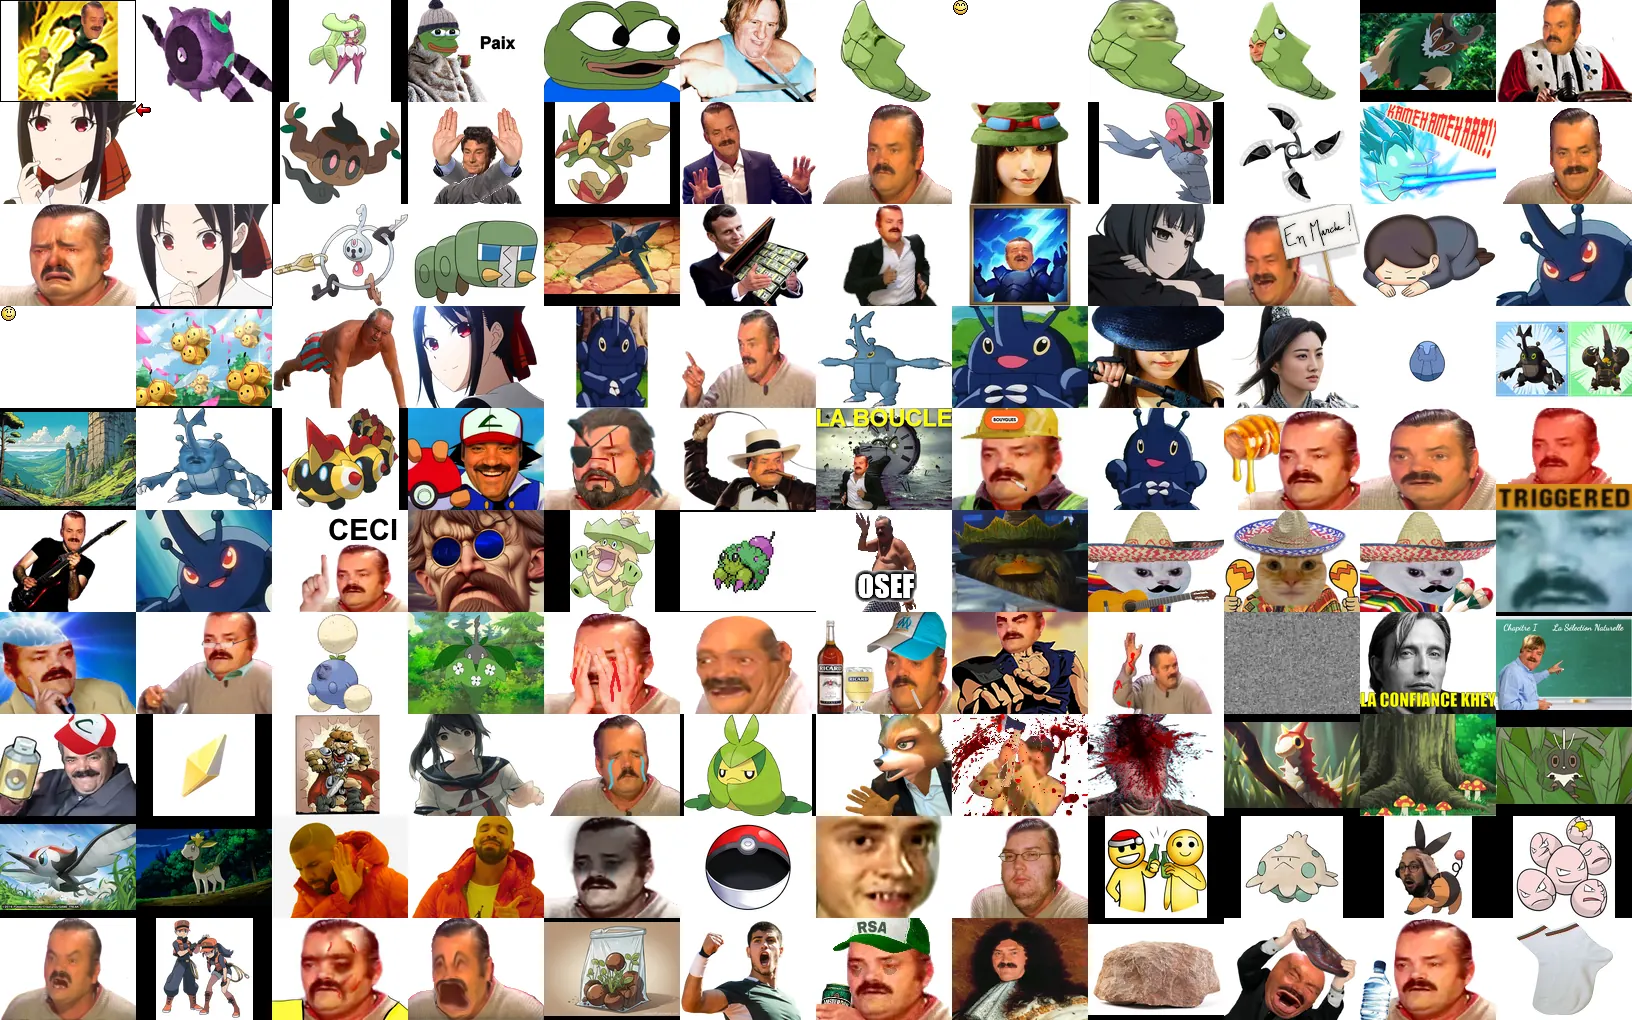 Paix
KAMEHAMEHAAA!!
En Marche !
LA BOUCLE
BOUYGUES
TRIGGERED
CECI
OSEF
RICARD
RICARD
LA CONFIANCE KHEY
Chapitre I La Sélection Naturelle
RSA